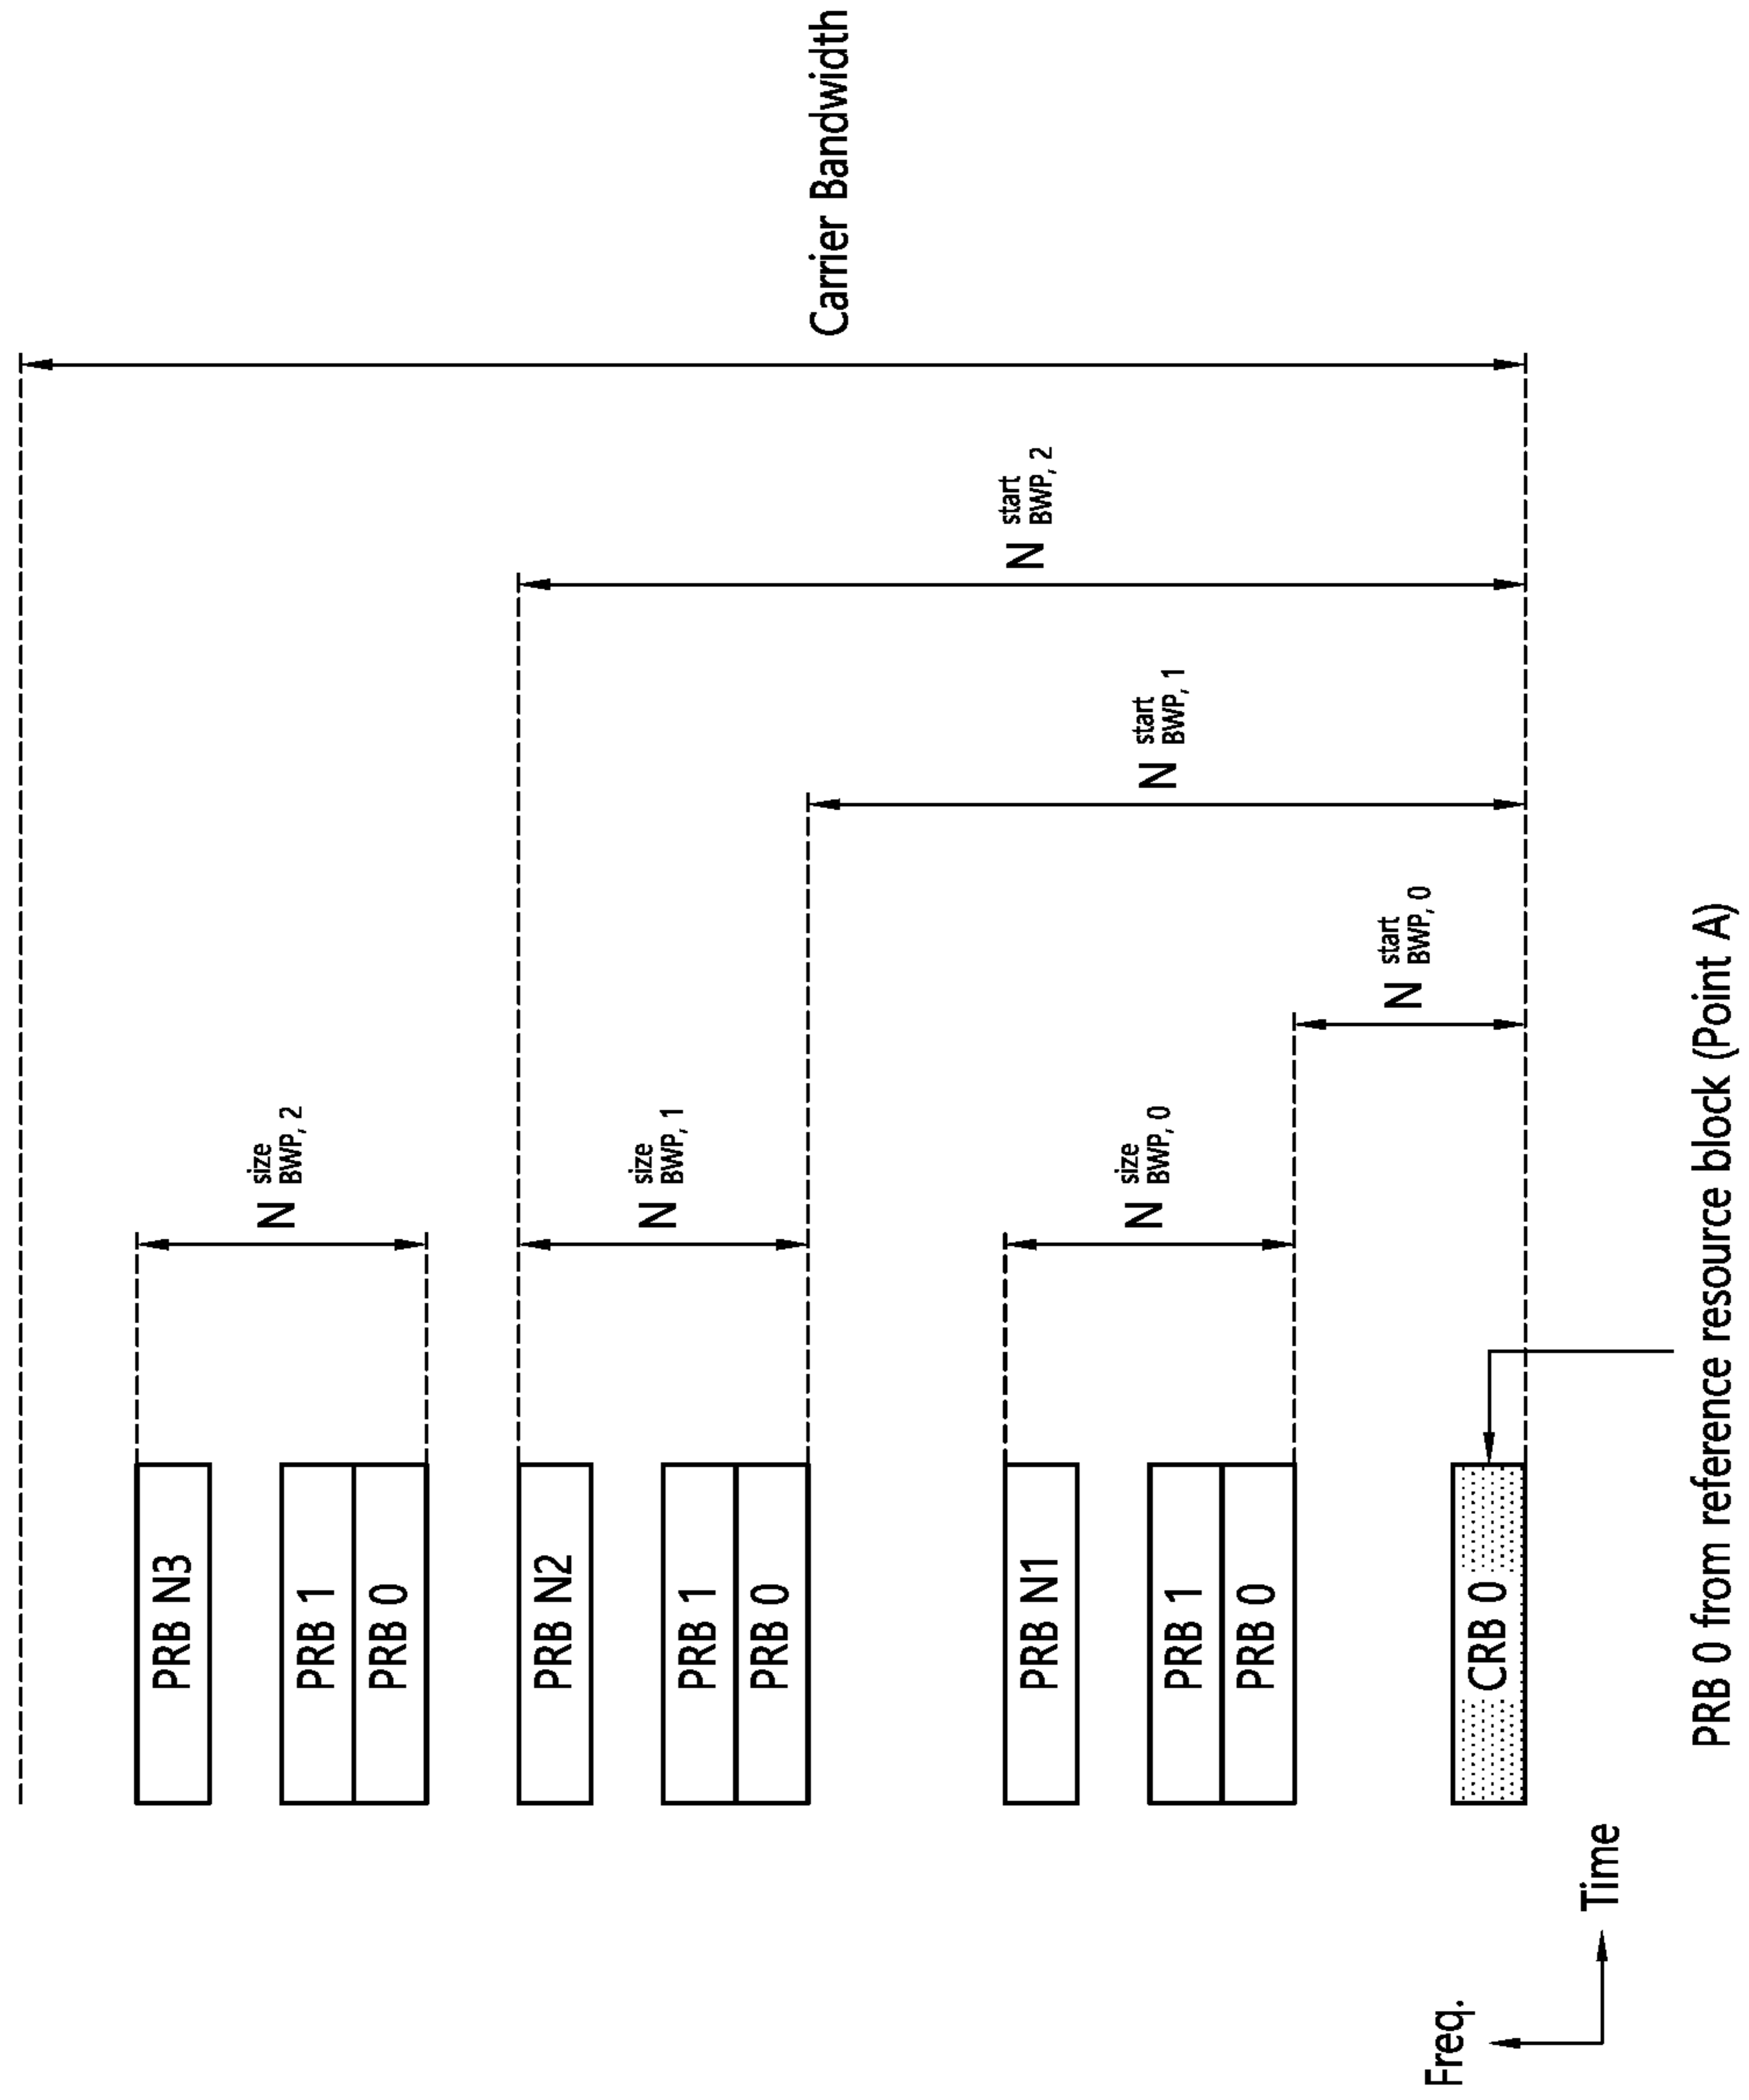 Carrier Bandwidth
N start BWP, 2
N start BWP, 1
N start BWP, 0
N size BWP, 2
N size BWP, 1
N size BWP, 0
PRB N3
PRB 1
PRB 0
PRB N2
PRB 1
PRB 0
PRB N1
PRB 1
PRB 0
CRB 0
PRB 0 from reference resource block (Point A)
Freq.
Time